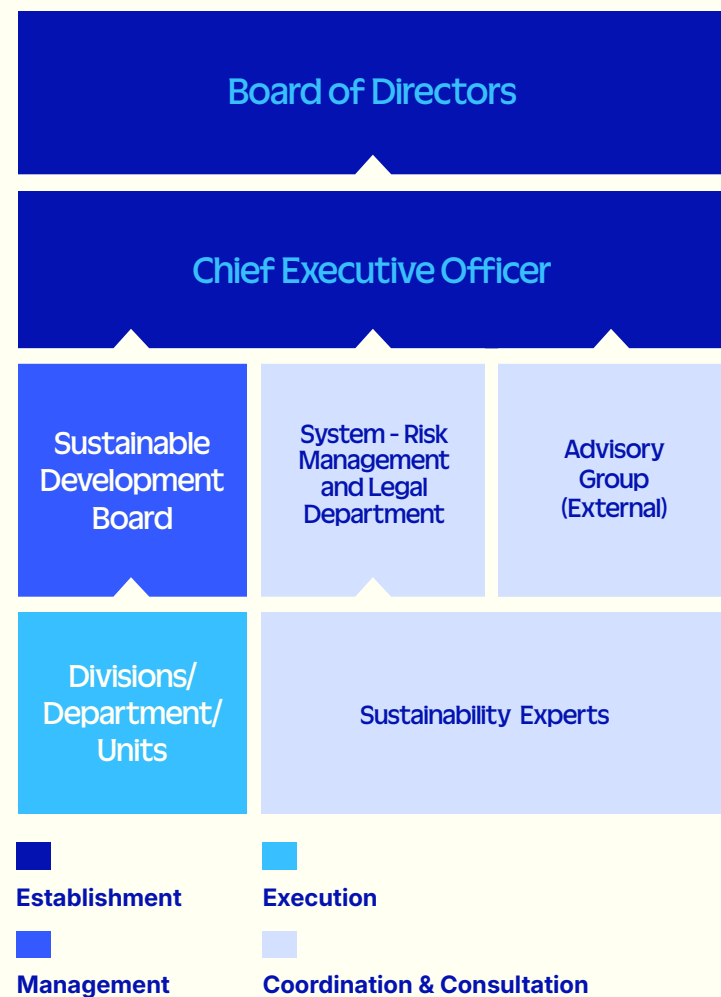 Board of Directors
Chief Executive Officer
Sustainable
Development
Board
System - Risk
Management
and Legal
Department
Advisory
Group
(External)
Divisions/
Department/
Units
Sustainability Experts
Establishment
Execution
Management
Coordination & Consultation